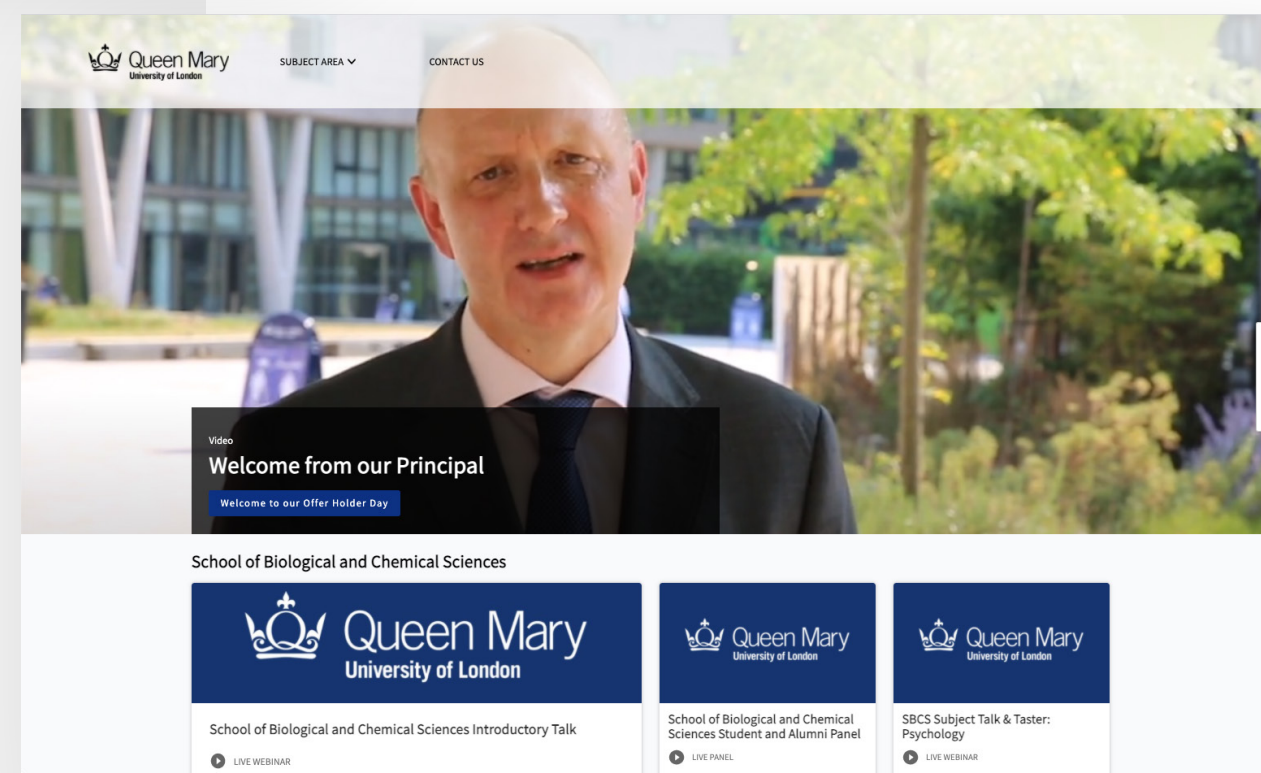 Queen Mary
University of London
SUBJECT AREA
CONTACT US
Video
Welcome from our Principal
Welcome to our Offer Holder Day
School of Biological and Chemical Sciences
Queen Mary
University of London
Queen Mary
University of London
Queen Mary
University of London
School of Biological and Chemical Sciences Introductory Talk
LIVE WEBINAR
School of Biological and Chemical
Sciences Student and Alumni Panel
LIVE PANEL
SBCS Subject Talk & Taster:
Psychology
LIVE WEBINAR